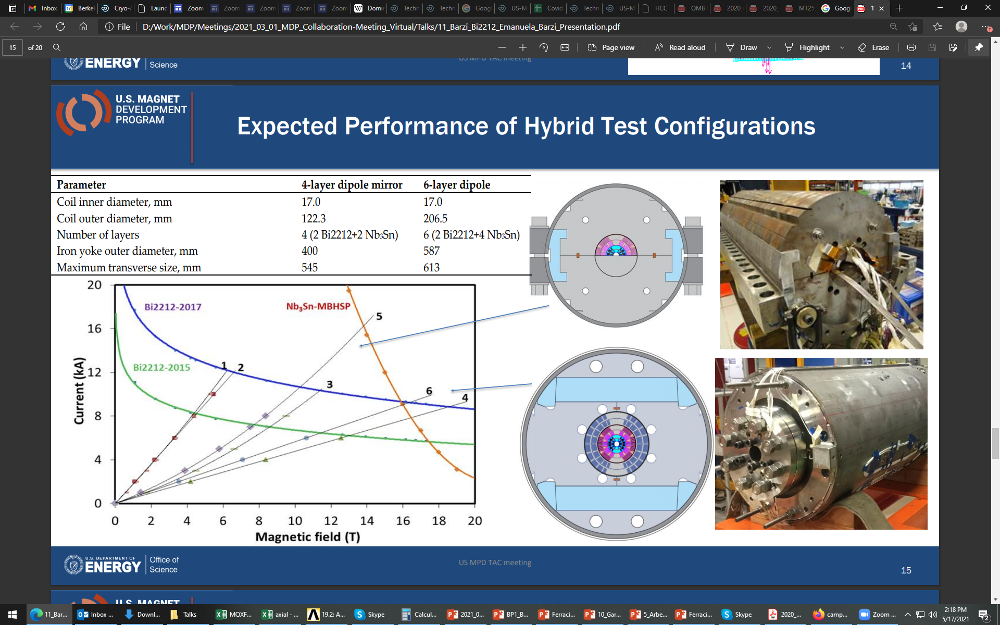 Inbox
Berkel
Cryo-
Launc
Zoom
Zoom
Zoom
Zoom
Zoom
Domi
Techn
Techn
Goog
US-M
Covid
Techn
US-M
HCC
OMB
2020
2020_
MT25
Goog
1
File
D:/Work/MDP/Meetings/2021_03_01_MDP_Collaboration-Meeting_Virtual/Talks/11_Barzi_Bi2212_Emanuela_Barzi_Presentation.pdf
15 of 20
Page view
Read aloud
Draw
Highlight
Erase
ENERGY
Science
US MPD TAC meeting
14
U.S. MAGNET
DEVELOPMENT
PROGRAM
Expected Performance of Hybrid Test Configurations
Parameter 4-layer dipole mirror 6-layer dipole
Coil inner diameter, mm 17.0 17.0
Coil outer diameter, mm 122.3 206.5
Number of layers 4 (2 Bi2212+2 Nb3Sn) 6 (2 Bi2212+4 Nb3Sn)
Iron yoke outer diameter, mm 400 587
Maximum transverse size, mm 545 613
20
16
12
8
4
0
Current (kA)
Bi2212-2017
Nb3Sn-MBHSP
Bi2212-2015
5
1
2
3
6
4
0 2 4 6 8 10 12 14 16 18 20
Magnetic field (T)
U.S. DEPARTMENT OF
ENERGY
Office of
Science
US MPD TAC meeting
15
U.S. MAGNET
11_Bar...
Inbox ...
Downl...
Talks
MQXF...
axial - ...
19.2: A...
Skype
Calcul...
2021_0...
BP1_B...
Ferraci...
10_Gar...
5_Arbe...
Ferraci...
Skype
2020_...
camp...
Zoom ...
2:18 PM
5/17/2021
2